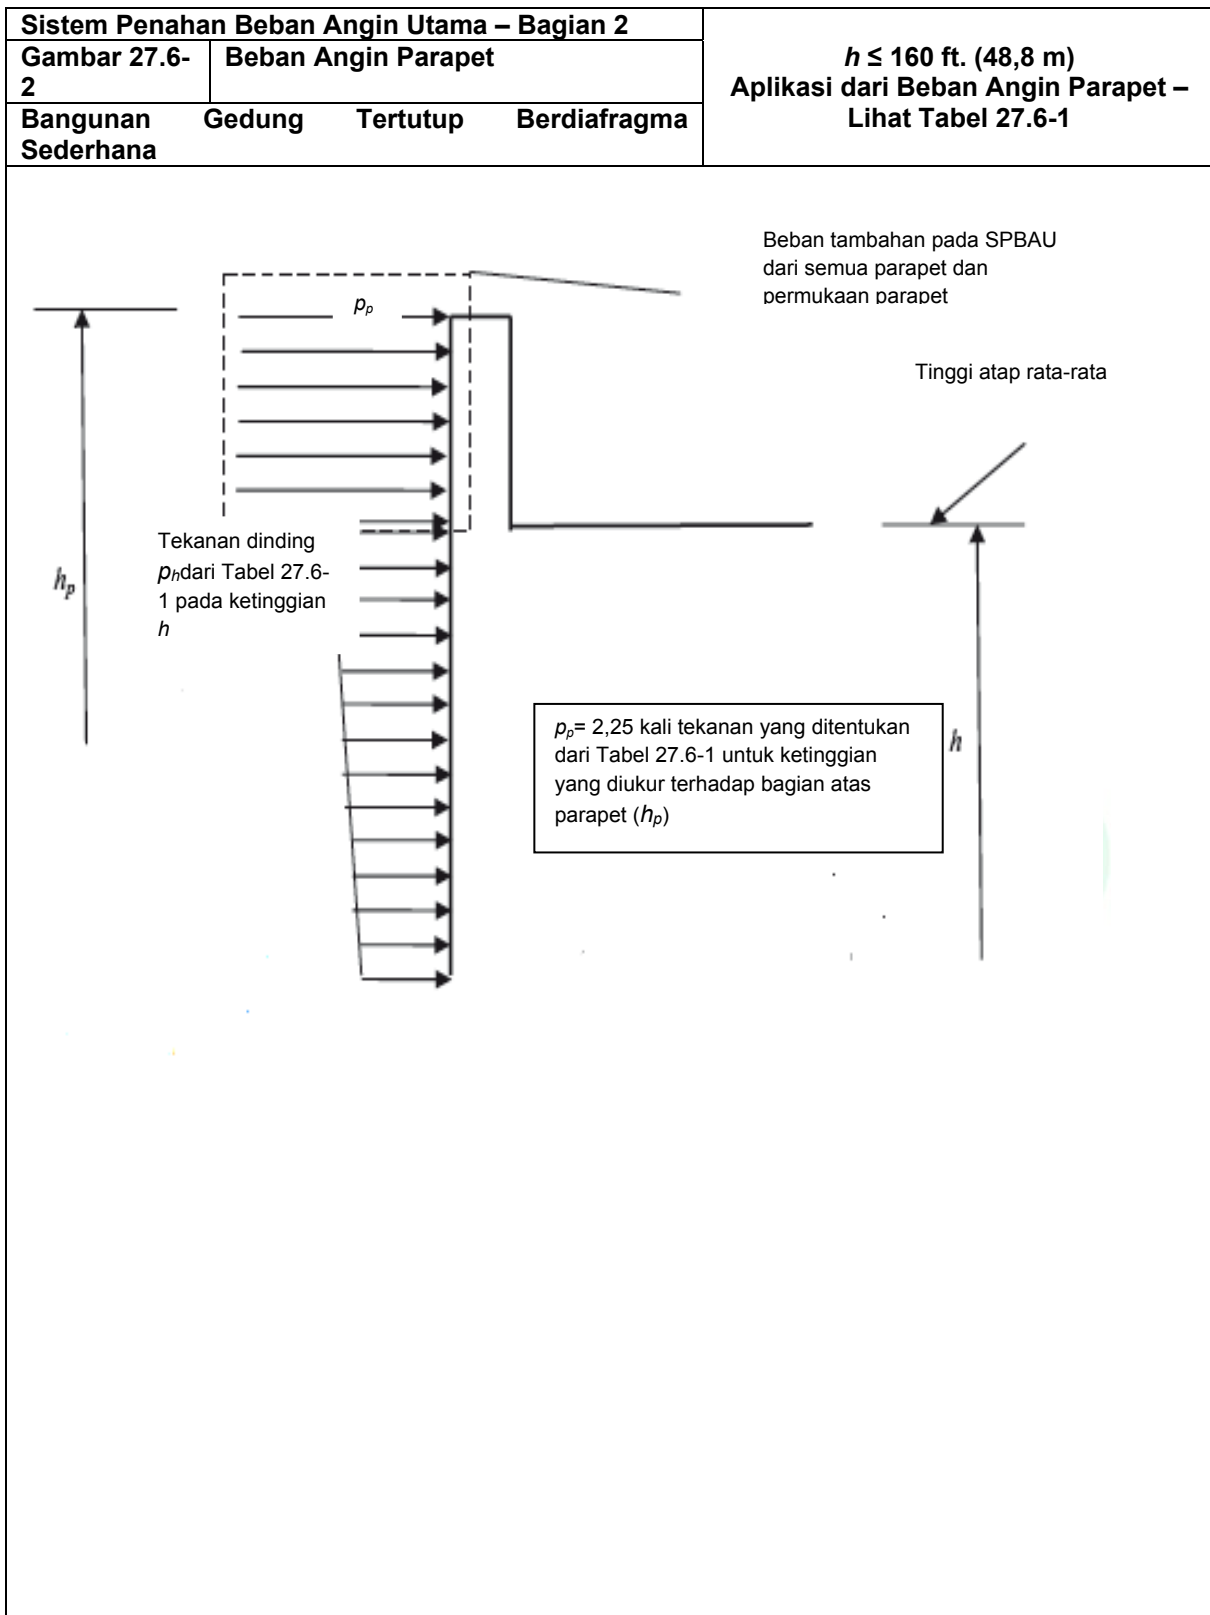 Sistem Penahan Beban Angin Utama – Bagian 2
Gambar 27.6-
2
Beban Angin Parapet
Bangunan Gedung Tertutup Berdiafragma
Sederhana
h ≤ 160 ft. (48,8 m)
Aplikasi dari Beban Angin Parapet –
Lihat Tabel 27.6-1
Beban tambahan pada SPBAU
dari semua parapet dan
permukaan parapet
pp
Tinggi atap rata-rata
Tekanan dinding
phdari Tabel 27.6-
1 pada ketinggian
h
hp
pp= 2,25 kali tekanan yang ditentukan
dari Tabel 27.6-1 untuk ketinggian
yang diukur terhadap bagian atas
parapet (hp)
h